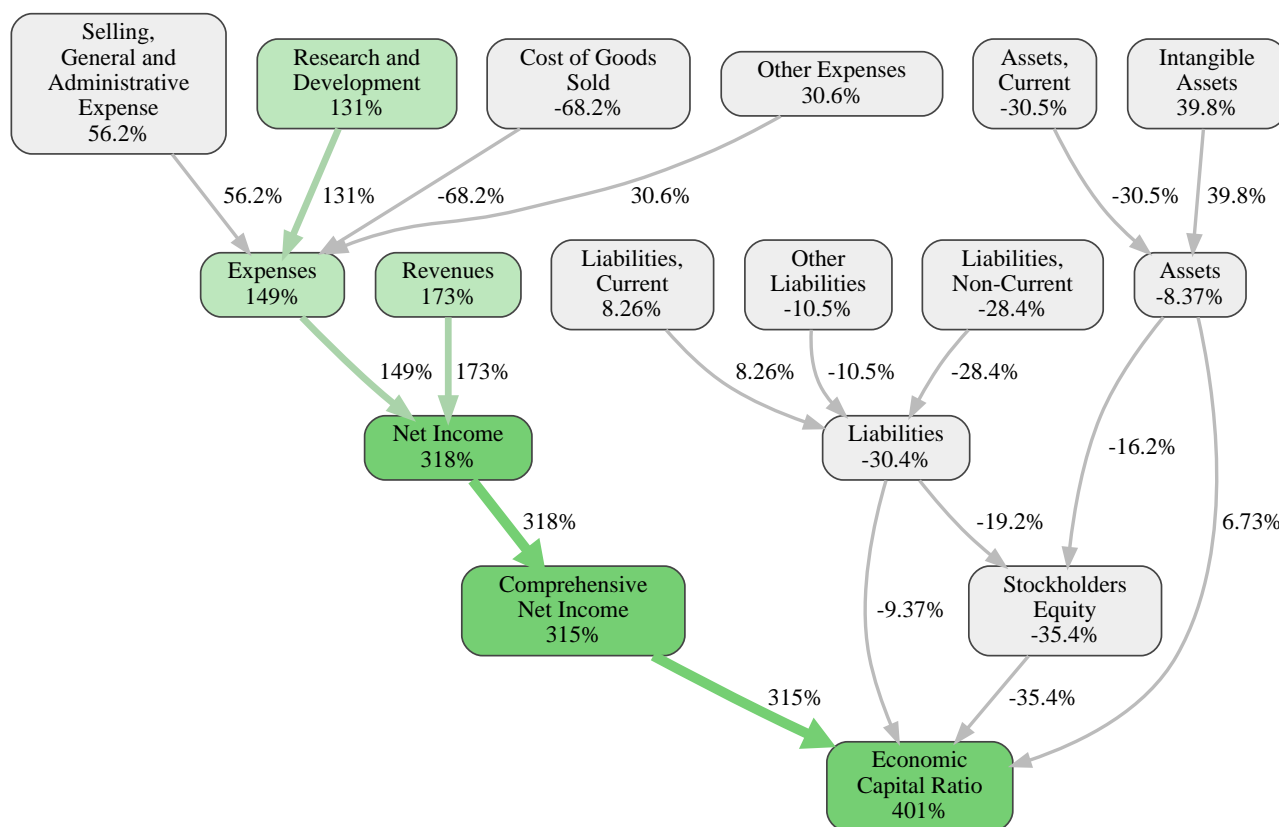 Selling,
General and
Administrative
Expense
56.2%
Research and
Development
131%
Cost of Goods
Sold
-68.2%
Other Expenses
30.6%
Assets,
Current
-30.5%
Intangible
Assets
39.8%
56.2%
131%
-68.2%
30.6%
-30.5%
39.8%
Expenses
149%
Revenues
173%
Liabilities,
Current
8.26%
Other
Liabilities
-10.5%
Liabilities,
Non-Current
-28.4%
Assets
-8.37%
149%
173%
8.26%
-10.5%
-28.4%
Net Income
318%
Liabilities
-30.4%
-16.2%
318%
-19.2%
6.73%
Comprehensive
Net Income
315%
Stockholders
Equity
-35.4%
-9.37%
315%
-35.4%
Economic
Capital Ratio
401%